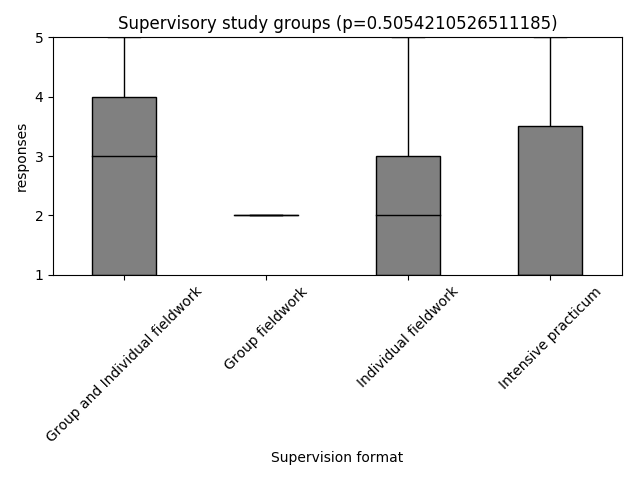 Supervisory study groups (p=0.5054210526511185)
5
4
3
2
1
responses
Group and Individual fieldwork
Group fieldwork
Individual fieldwork
Intensive practicum
Supervision format